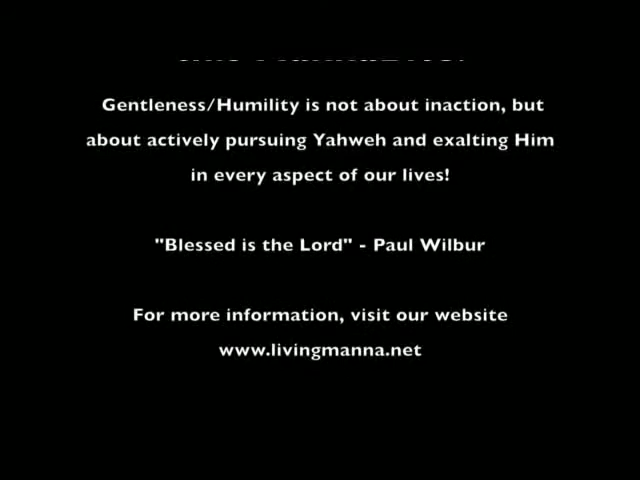 Gentleness/Humility is not about inaction, but
about actively pursuing Yahweh and exalting Him
in every aspect of our lives!
"Blessed is the Lord" - Paul Wilbur
For more information, visit our website
www.livingmanna.net